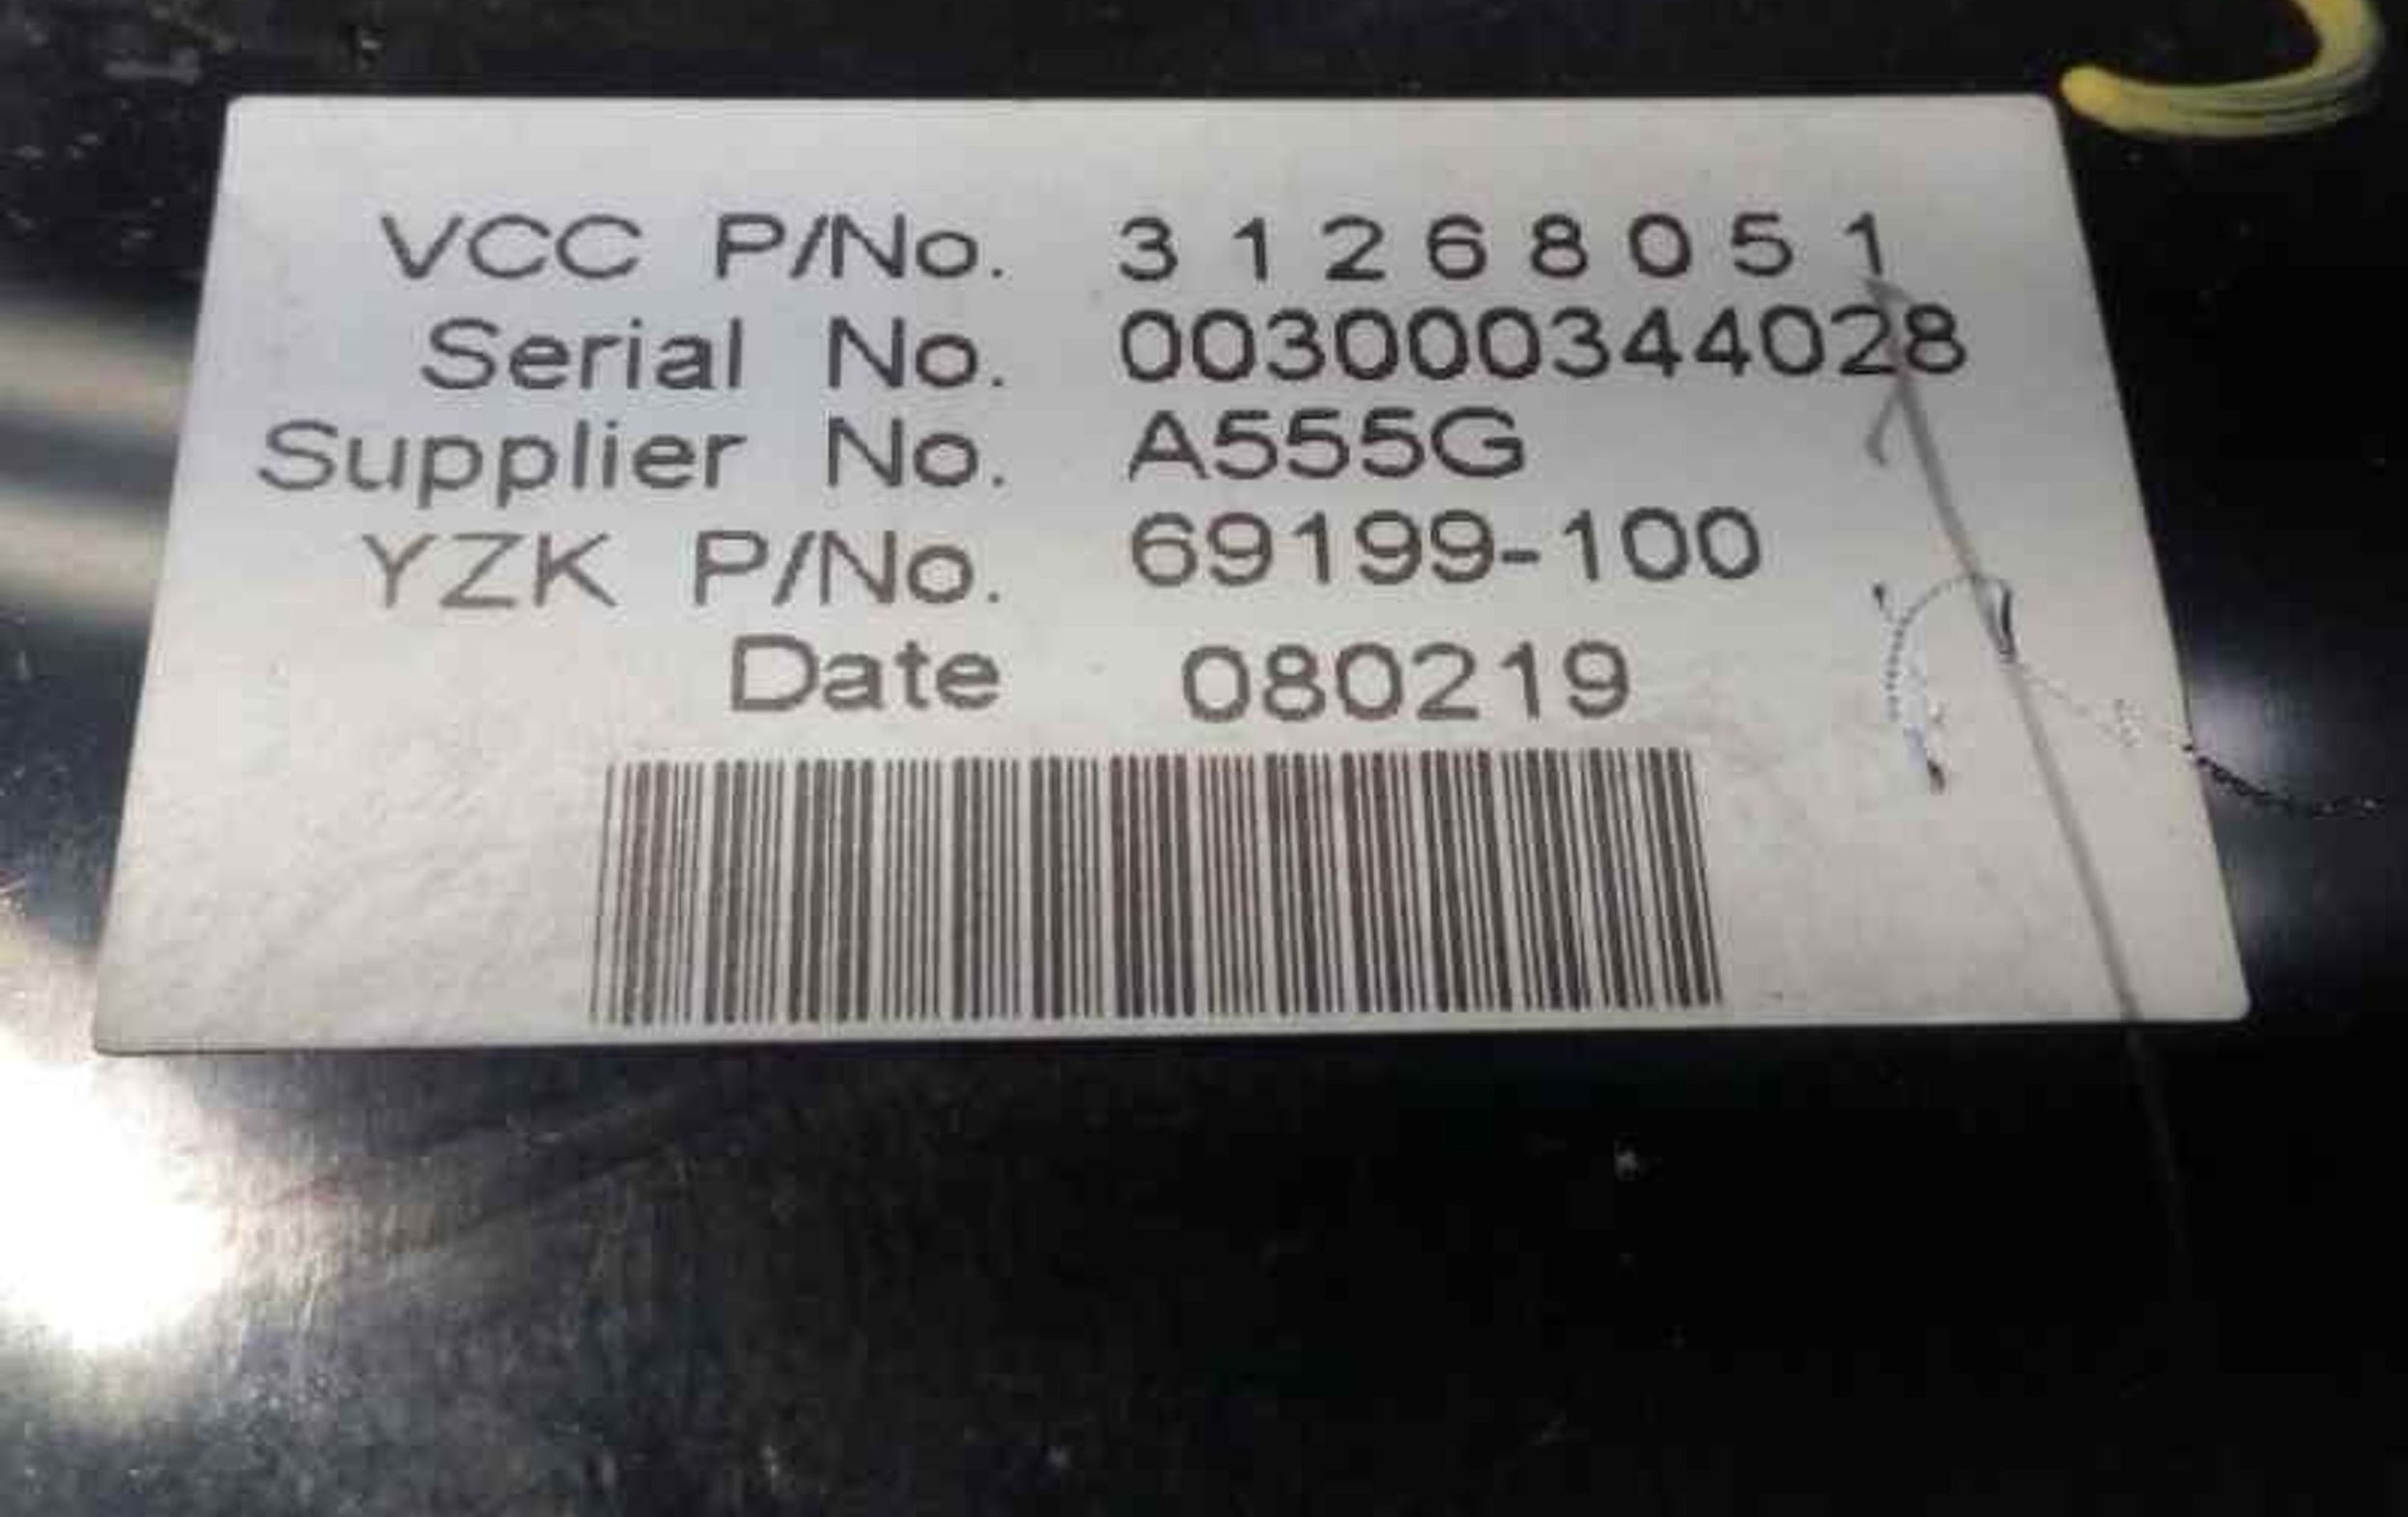 VCC P/No. 3 1 2 6 8 0 5 1
Serial No. 003000344028
Supplier No. A555G
YZK P/No. 69199-100
Date 080219